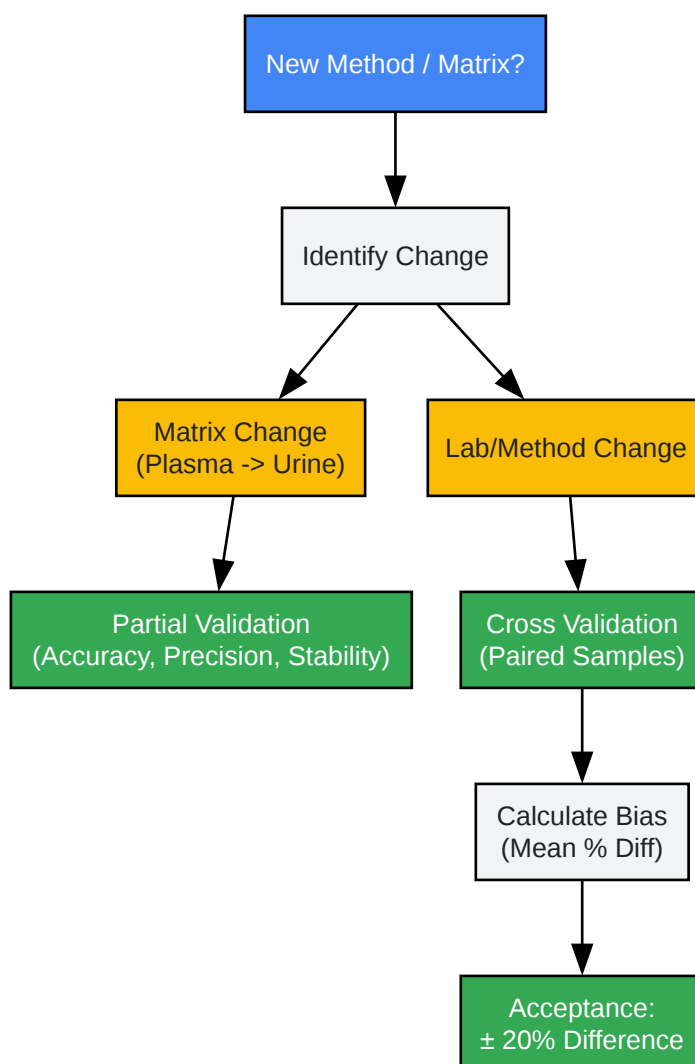 New Method / Matrix?
Identify Change
Matrix Change
(Plasma -> Urine)
Lab/Method Change
Partial Validation
(Accuracy, Precision, Stability)
Cross Validation
(Paired Samples)
Calculate Bias
(Mean % Diff)
Acceptance:
± 20% Difference